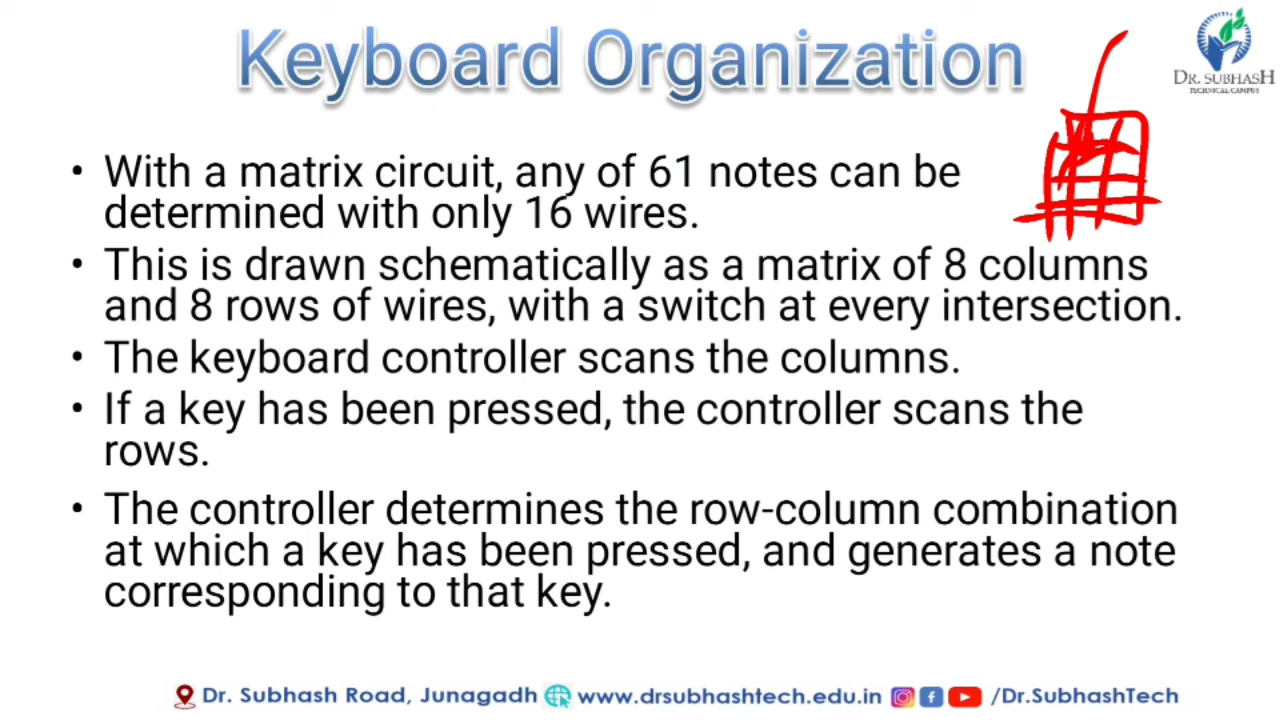 Keyboard Organization
DR. SUBHASH
TECHNICAL CAMPUS
• With a matrix circuit, any of 61 notes can be
determined with only 16 wires.
• This is drawn schematically as a matrix of 8 columns
and 8 rows of wires, with a switch at every intersection.
• The keyboard controller scans the columns.
• If a key has been pressed, the controller scans the
rows.
• The controller determines the row-column combination
at which a key has been pressed, and generates a note
corresponding to that key.
Dr. Subhash Road, Junagadh www.drsubhashtech.edu.in /Dr.SubhashTech